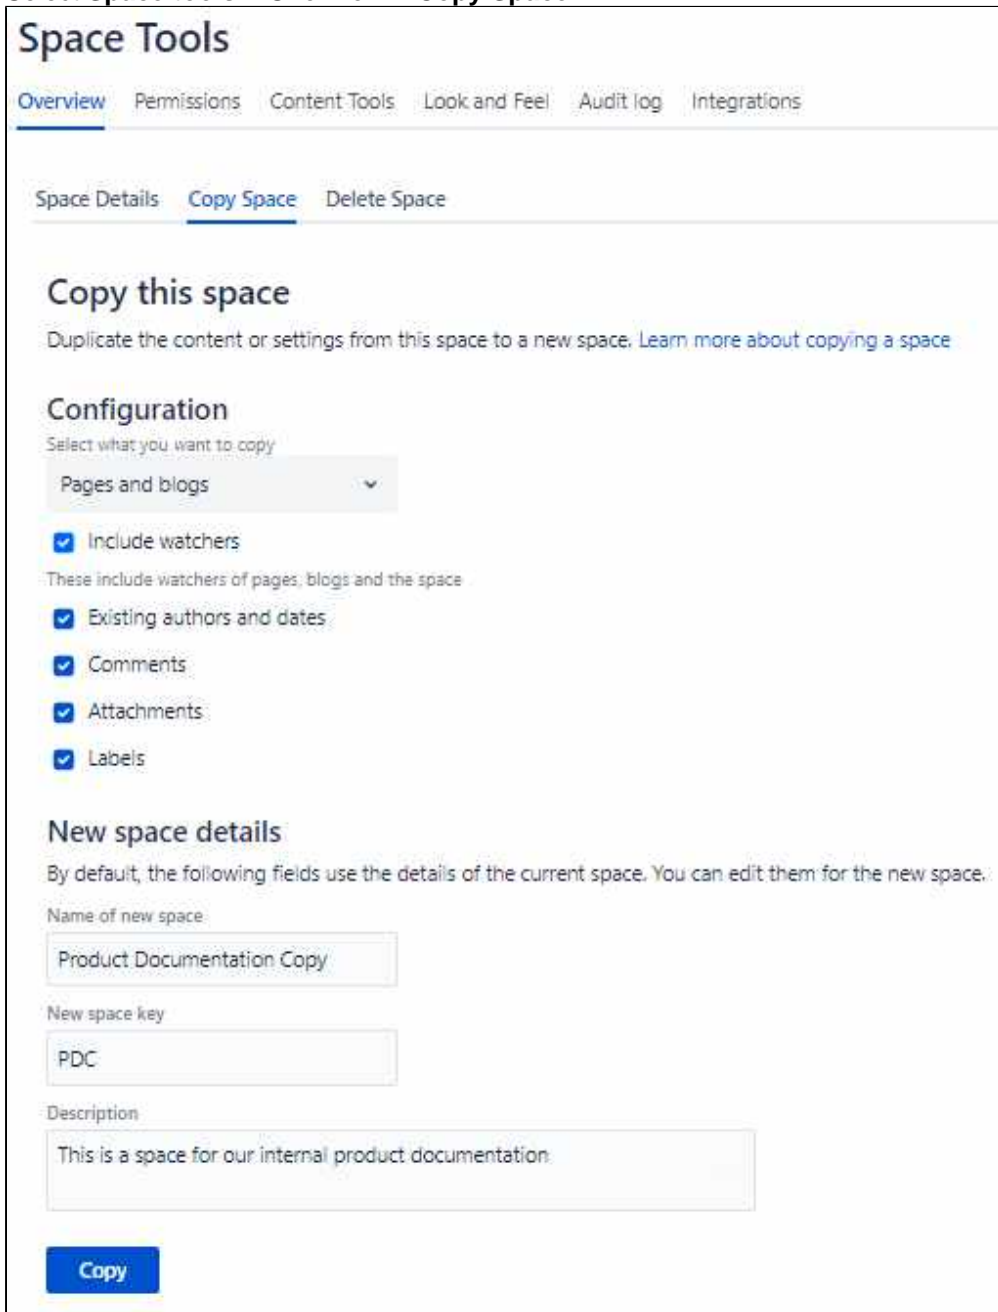 Space Tools
Overview Permissions Content Tools Look and Feel Audit log Integrations
Space Details Copy Space Delete Space
Copy this space
Duplicate the content or settings from this space to a new space. Learn more about copying a space
Configuration
Select what you want to copy
Pages and blogs
Include watchers
These include watchers of pages, blogs and the space
Existing authors and dates
Comments
Attachments
Labels
New space details
By default, the following fields use the details of the current space. You can edit them for the new space.
Name of new space
Product Documentation Copy
New space key
PDC
Description
This is a space for our internal product documentation
Copy